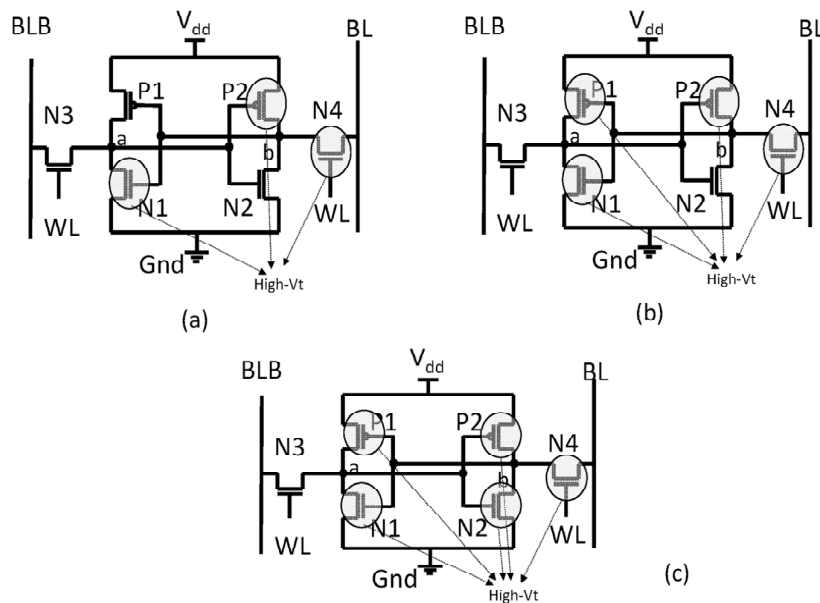 BLB
Vdd
BL
P1
P2
N3
N4
a
b
N1
N2
WL
WL
Gnd
High-Vt
(a)
BLB
Vdd
BL
P1
P2
N3
N4
a
b
N1
N2
WL
WL
Gnd
High-Vt
(b)
BLB
Vdd
BL
P1
P2
N3
N4
a
b
N1
N2
WL
WL
Gnd
High-Vt
(c)